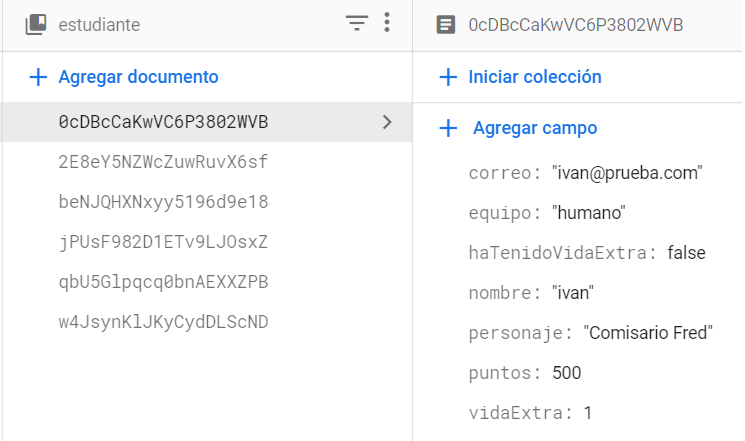 estudiante
Agregar documento
0cDBcCaKwVC6P3802WVB
2E8eY5NZWcZuwRuvX6sf
beNJQHXNxyy5196d9e18
jPUsF982D1ETv9LJOsxZ
qbU5Glpqcq0bnAEXXZPB
w4JsynKlJKyCydDLScND
0cDBcCaKwVC6P3802WVB
Iniciar colección
Agregar campo
correo: "ivan@prueba.com"
equipo: "humano"
haTenidoVidaExtra: false
nombre: "ivan"
personaje: "Comisario Fred"
puntos: 500
vidaExtra: 1